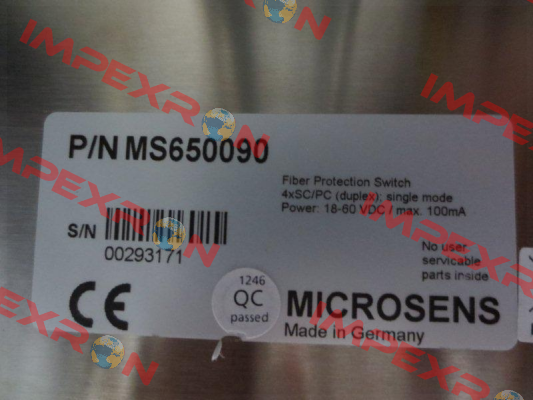 P/N MS650090
Fiber Protection Switch
4xSC/PC (duplex); single mode
Power: 18-60 VDC / max. 100mA
S/N
00293171
No user
servicable
parts inside
CE
1246
QC
passed
MICROSENS
Made in Germany
IMPEXRON
IMPEXRON
IMPEXRON
IMPEXRON
IMPEXRON